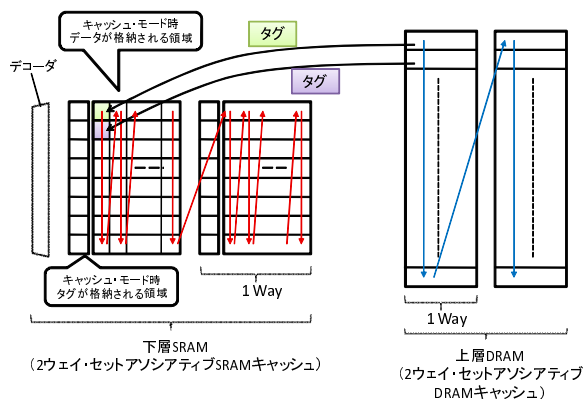 キャッシュ・モード時
データが格納される領域
タグ
タグ
デコーダ
キャッシュ・モード時
タグが格納される領域
1 Way
1 Way
下層SRAM
（2ウェイ・セットアソシアティブSRAMキャッシュ）
上層DRAM
（2ウェイ・セットアソシアティブ
DRAMキャッシュ）